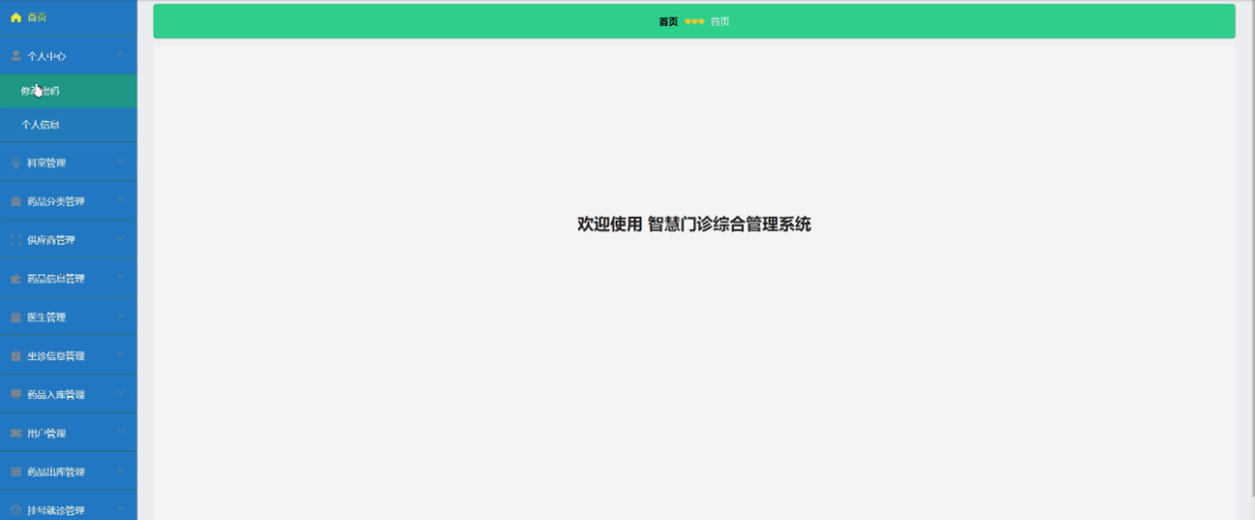 首页
个人中心
修改密码
个人信息
科室管理
药品分类管理
供应商管理
药品信息管理
医生管理
坐诊信息管理
药品入库管理
用户管理
药品出库管理
挂号就诊管理
首页 首页
欢迎使用 智慧门诊综合管理系统